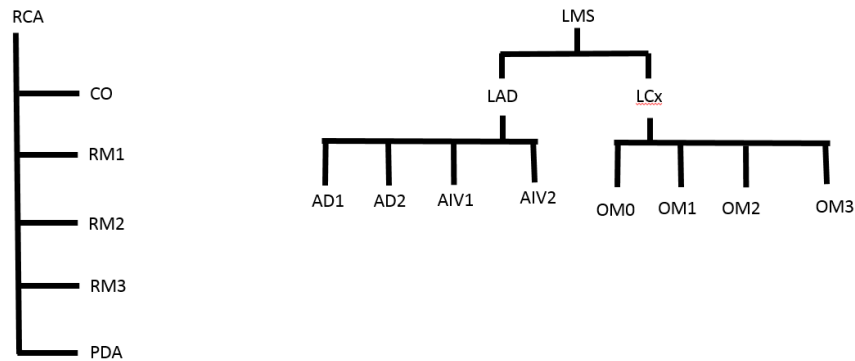 RCA
CO
RM1
RM2
RM3
PDA
LMS
LAD
LCx
AD1
AD2
AIV1
AIV2
OM0
OM1
OM2
OM3